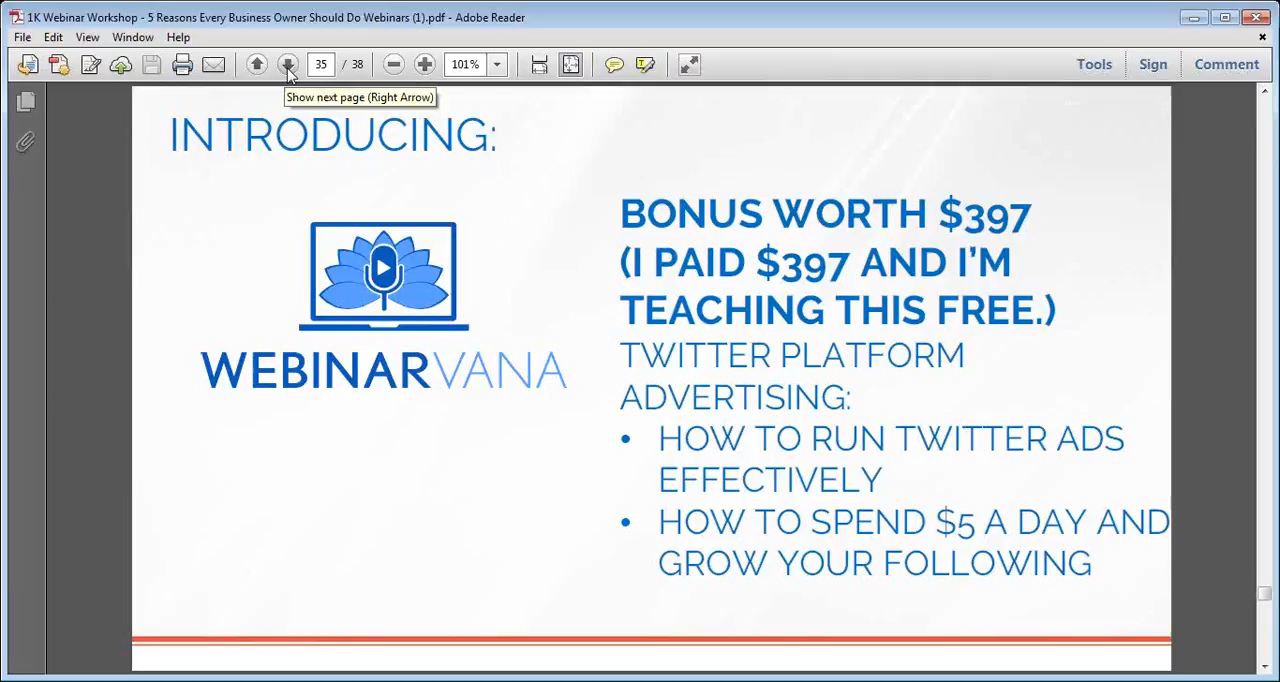 1K Webinar Workshop - 5 Reasons Every Business Owner Should Do Webinars (1).pdf - Adobe Reader
File Edit View Window Help
35 / 38 101% Tools Sign Comment
Show next page (Right Arrow)
INTRODUCING:
WEBINARVANA
BONUS WORTH $397
(I PAID $397 AND I'M
TEACHING THIS FREE.)
TWITTER PLATFORM
ADVERTISING:
• HOW TO RUN TWITTER ADS
EFFECTIVELY
• HOW TO SPEND $5 A DAY AND
GROW YOUR FOLLOWING